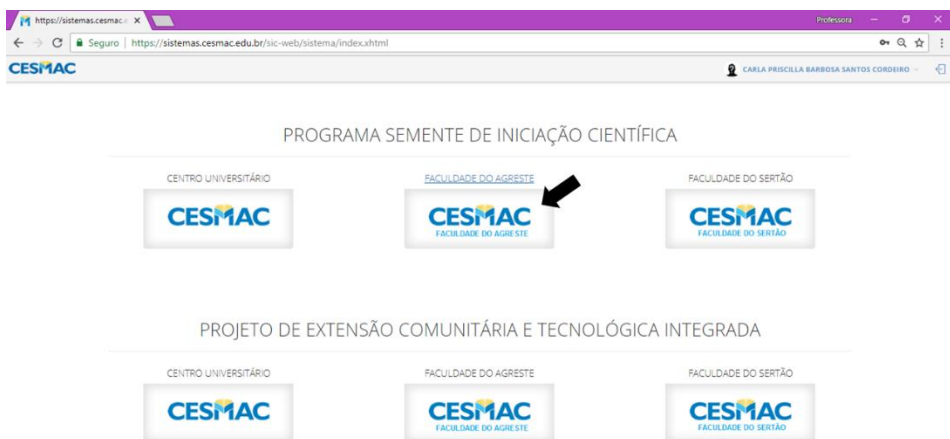 https://sistemas.cesmac.e
Professora
Seguro
https://sistemas.cesmac.edu.br/sic-web/sistema/index.xhtml
CESMAC
CARLA PRISCILLA BARBOSA SANTOS CORDEIRO
PROGRAMA SEMENTE DE INICIAÇÃO CIENTÍFICA
CENTRO UNIVERSITÁRIO
FACULDADE DO AGRESTE
FACULDADE DO SERTÃO
CESMAC
CESMAC
FACULDADE DO AGRESTE
CESMAC
FACULDADE DO SERTÃO
PROJETO DE EXTENSÃO COMUNITÁRIA E TECNOLÓGICA INTEGRADA
CENTRO UNIVERSITÁRIO
FACULDADE DO AGRESTE
FACULDADE DO SERTÃO
CESMAC
CESMAC
FACULDADE DO AGRESTE
CESMAC
FACULDADE DO SERTÃO